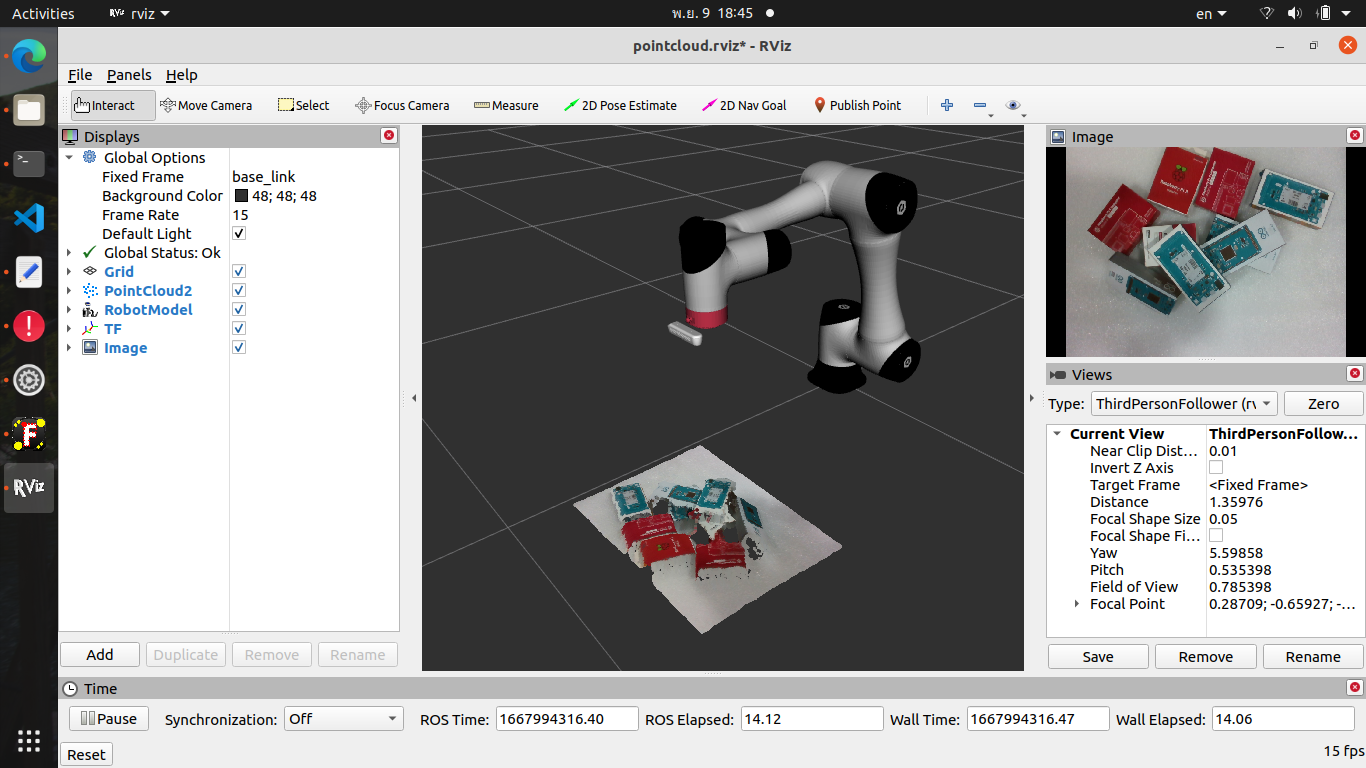 Activities RViz rviz พ.ย. 9 18:45 en
pointcloud.rviz* - RViz
File Panels Help
Interact Move Camera Select Focus Camera Measure 2D Pose Estimate 2D Nav Goal Publish Point
Displays
Global Options
Fixed Frame base_link
Background Color 48; 48; 48
Frame Rate 15
Default Light
Global Status: Ok
Grid
PointCloud2
RobotModel
TF
Image
Add Duplicate Remove Rename
Image
Views
Type: ThirdPersonFollower (rv Zero
Current View ThirdPersonFollow...
Near Clip Dist... 0.01
Invert Z Axis
Target Frame <Fixed Frame>
Distance 1.35976
Focal Shape Size 0.05
Focal Shape Fi...
Yaw 5.59858
Pitch 0.535398
Field of View 0.785398
Focal Point 0.28709; -0.65927; -...
Save Remove Rename
F
RViz
Time
Pause Synchronization: Off ROS Time: 1667994316.40 ROS Elapsed: 14.12 Wall Time: 1667994316.47 Wall Elapsed: 14.06
Reset 15 fps